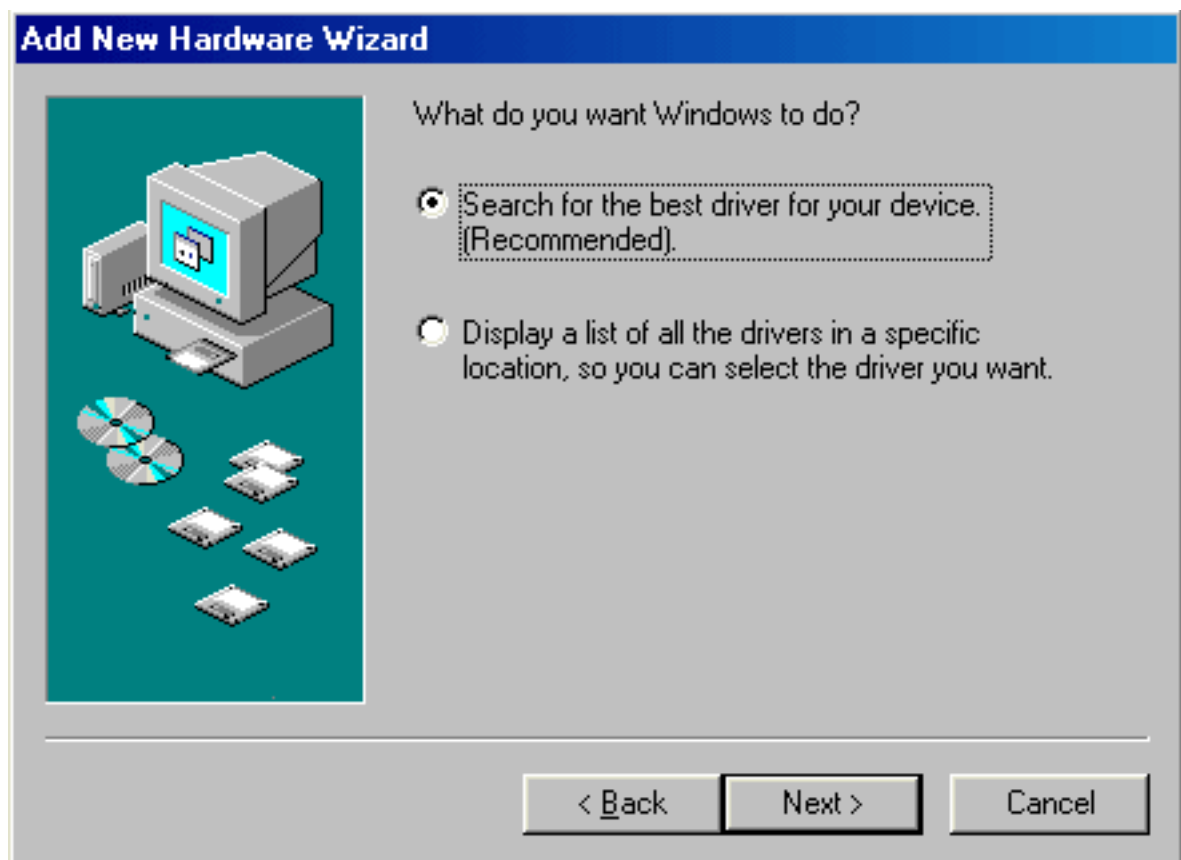 Add New Hardware Wizard
What do you want Windows to do?
Search for the best driver for your device.
(Recommended).
Display a list of all the drivers in a specific
location, so you can select the driver you want.
< Back
Next >
Cancel